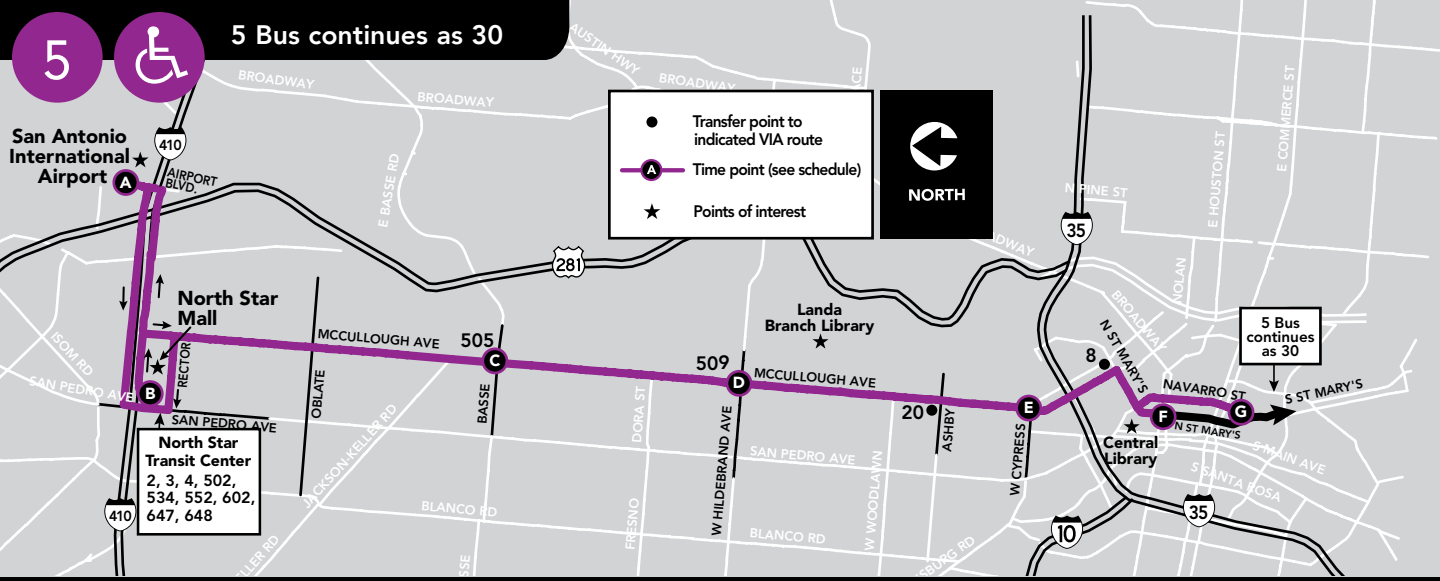 5
5 Bus continues as 30
AUSTIN HWY
BROADWAY
BROADWAY
BROADWAY
San Antonio
International
Airport
410
A
AIRPORT
BLVD.
E BASSE RD
Transfer point to
indicated VIA route
A
Time point (see schedule)
Points of interest
NORTH
N PINE ST
E HOUSTON ST
E COMMERCE ST
35
281
NOLAN
BROADWAY
North Star
Mall
ISOM RD
SAN PEDRO AVE
B
RECTOR
SAN PEDRO AVE
North Star
Transit Center
2, 3, 4, 502,
534, 552, 602,
647, 648
410
OBLATE
MCCULLOUGH AVE
505
C
BASSE
JACKSON-KELLER RD
BLANCO RD
509
D
W HILDEBRAND AVE
DORA ST
FRESNO
Landa
Branch Library
MCCULLOUGH AVE
SAN PEDRO AVE
BLANCO RD
W WOODLAWN
20
ASHBY
E
W CYPRESS
8
N ST MARY'S
NAVARRO ST
F
G
N ST MARY'S
Central
Library
5 Bus
continues
as 30
S ST MARY'S
S MAIN AVE
S SANTA ROSA
10
35